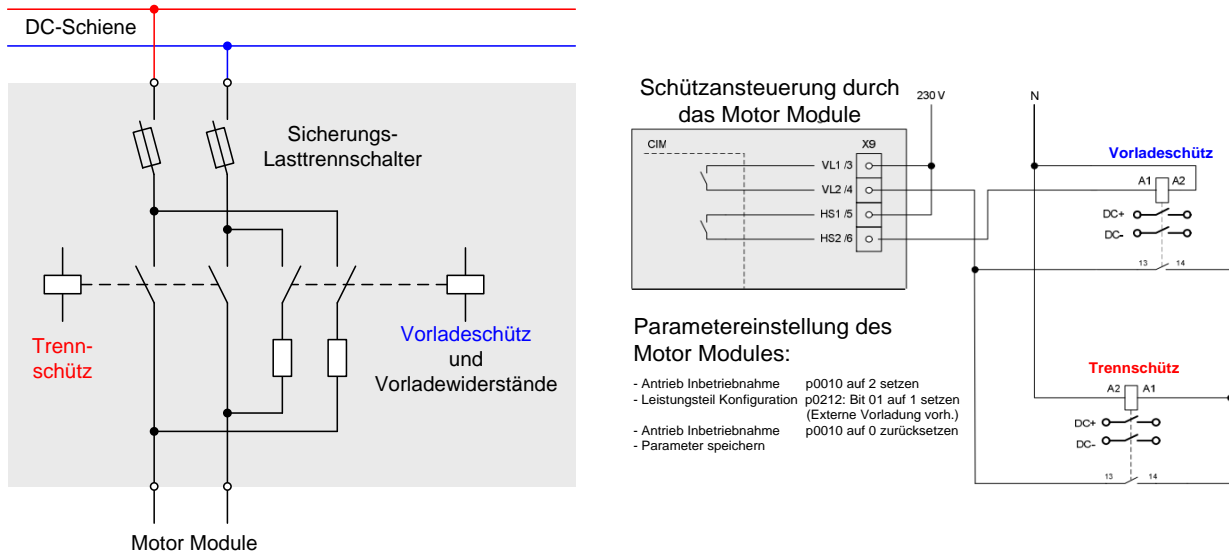 DC-Schiene
Sicherungs-
Lasttrennschalter
Trenn-
schütz
Vorladeschütz
und
Vorladewiderstände
Motor Module
Schützansteuerung durch
das Motor Module
230 V
N
CIM
X9
VL1 /3
VL2 /4
HS1 /5
HS2 /6
Vorladeschütz
A1 A2
DC+
DC-
13 14
Parametereinstellung des
Motor Modules:
- Antrieb Inbetriebnahme p0010 auf 2 setzen
- Leistungsteil Konfiguration p0212: Bit 01 auf 1 setzen
(Externe Vorladung vorh.)
- Antrieb Inbetriebnahme p0010 auf 0 zurücksetzen
- Parameter speichern
Trennschütz
A2 A1
DC+
DC-
13 14